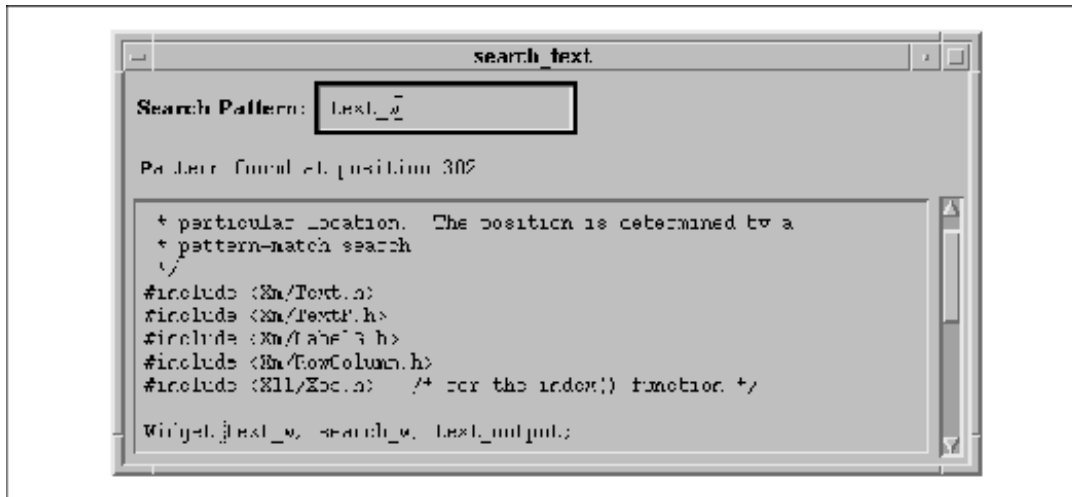 search_text
Search Pattern: text_w
Pattern found at position 302
* particular location. The position is determined by a
* pattern-match search
*/
#include <Xm/Text.h>
#include <Xm/TextF.h>
#include <Xm/LabelG.h>
#include <Xm/RowColumn.h>
#include <X11/Xos.h> /* for the index() function */
Widget text_w, search_w, text_output;